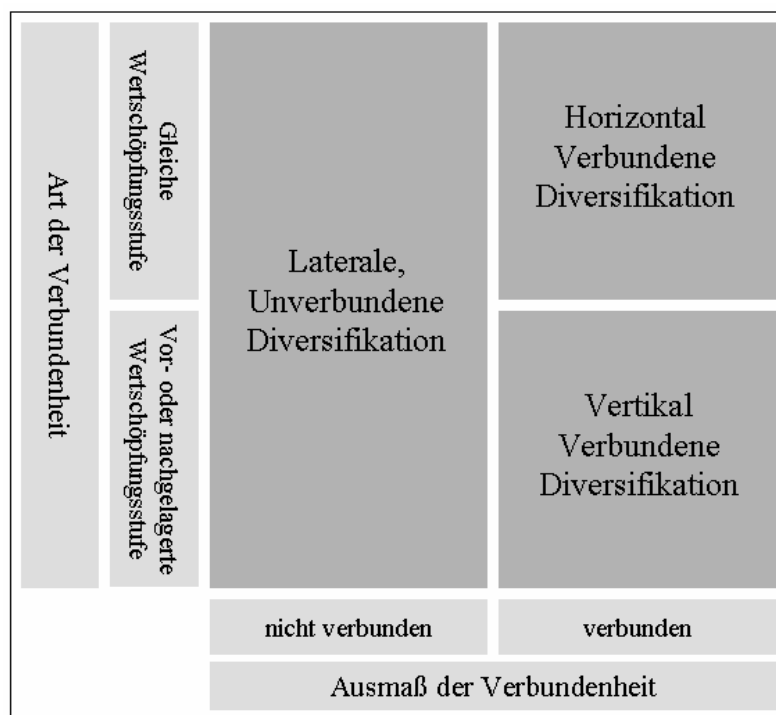 Art der Verbundenheit
Gleiche
Wertschöpfungsstufe
Vor- oder nachgelagerte
Wertschöpfungsstufe
Laterale,
Unverbundene
Diversifikation
Horizontal
Verbundene
Diversifikation
Vertikal
Verbundene
Diversifikation
nicht verbunden
verbunden
Ausmaß der Verbundenheit